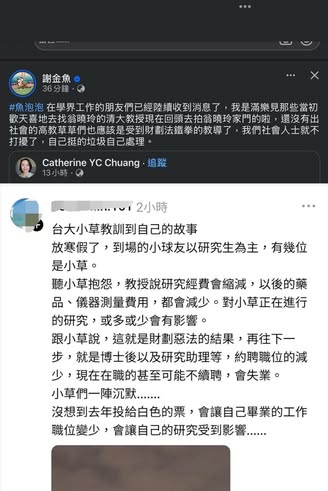 謝金魚
36分鐘
#魚泡泡 在學界工作的朋友們已經陸續收到消息了，我是滿樂見那些當初
歡天喜地去找翁曉玲的清大教授現在回頭去拍翁曉玲家門的啦，還沒有出
社會的高教草草們也應該是受到財劃法鐵拳的教導了，我們社會人士就不
打擾了，自己挺的垃圾自己處理。
Catherine YC Chuang · 追蹤
13小時
2小時
台大小草教訓到自己的故事
放寒假了，到場的小球友以研究生為主，有幾位
是小草。
聽小草抱怨，教授說研究經費會縮減，以後的藥
品、儀器測量費用，都會減少。對小草正在進行
的研究，或多或少會有影響。
跟小草說，這就是財劃惡法的結果，再往下一
步，就是博士後以及研究助理等，約聘職位的減
少，現在在職的甚至可能不續聘，會失業。
小草們一陣沉默.......
沒想到去年投給白色的票，會讓自己畢業的工作
職位變少，會讓自己的研究受到影響......